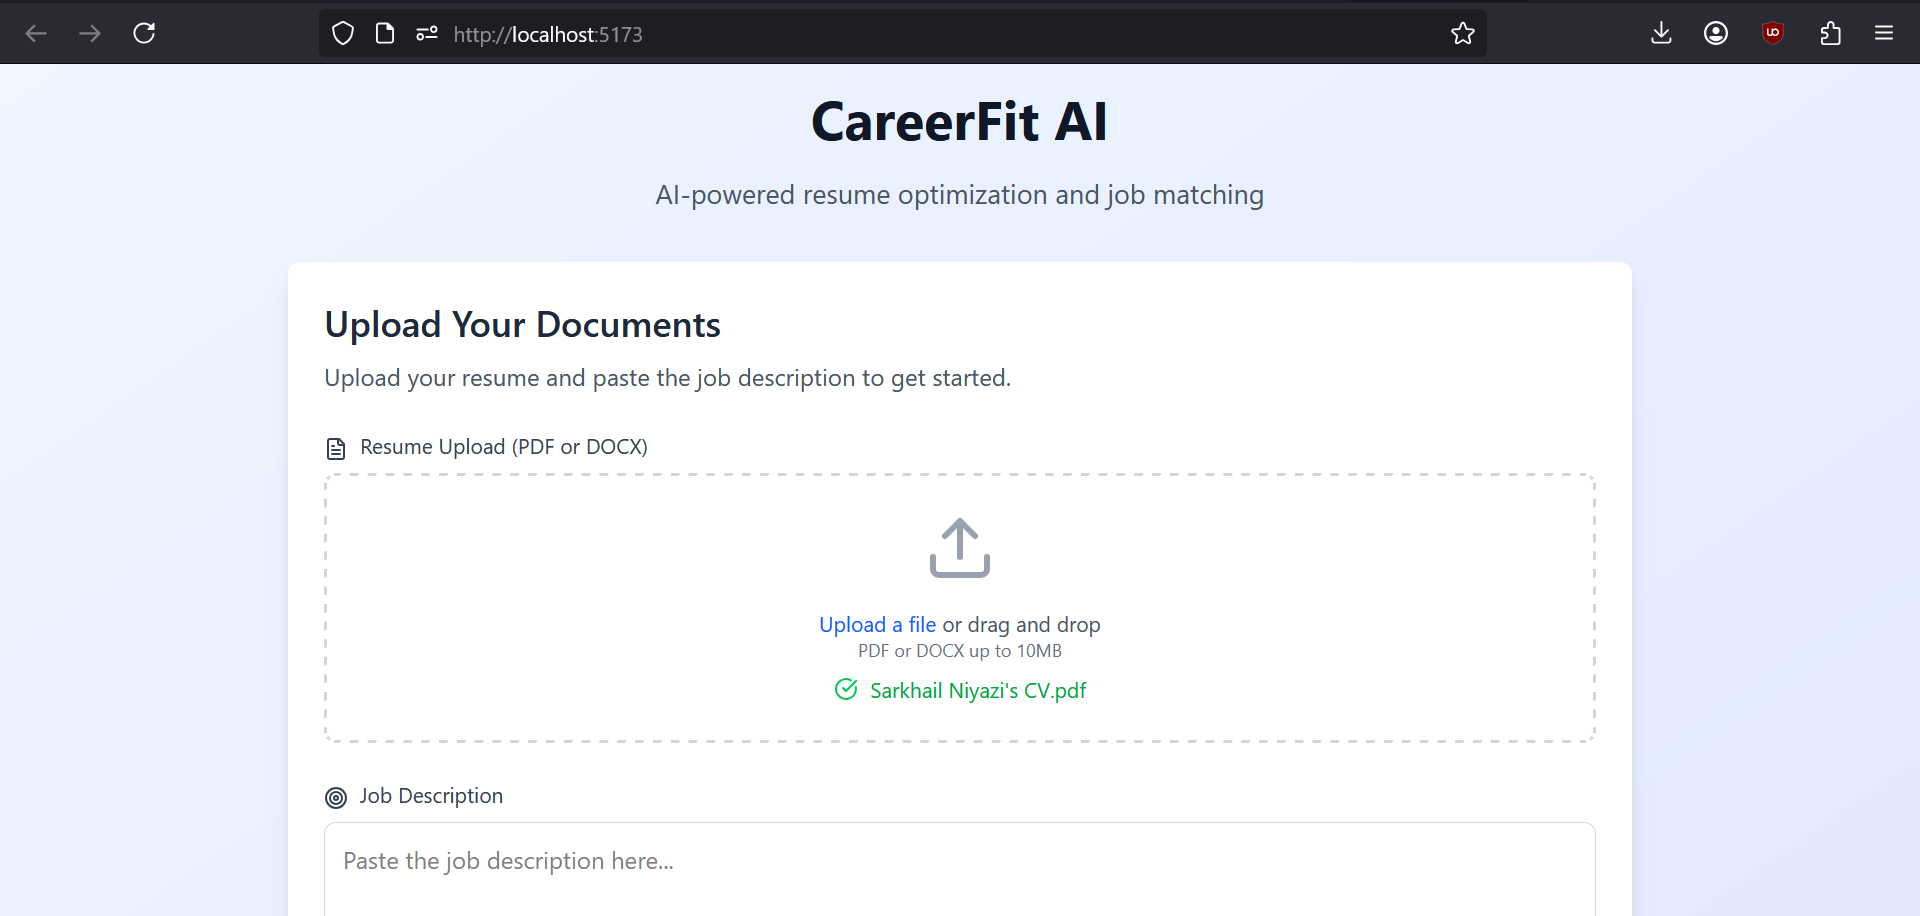 http://localhost:5173
CareerFit AI
AI-powered resume optimization and job matching
Upload Your Documents
Upload your resume and paste the job description to get started.
Resume Upload (PDF or DOCX)
Upload a file or drag and drop
PDF or DOCX up to 10MB
Sarkhail Niyazi's CV.pdf
Job Description
Paste the job description here...